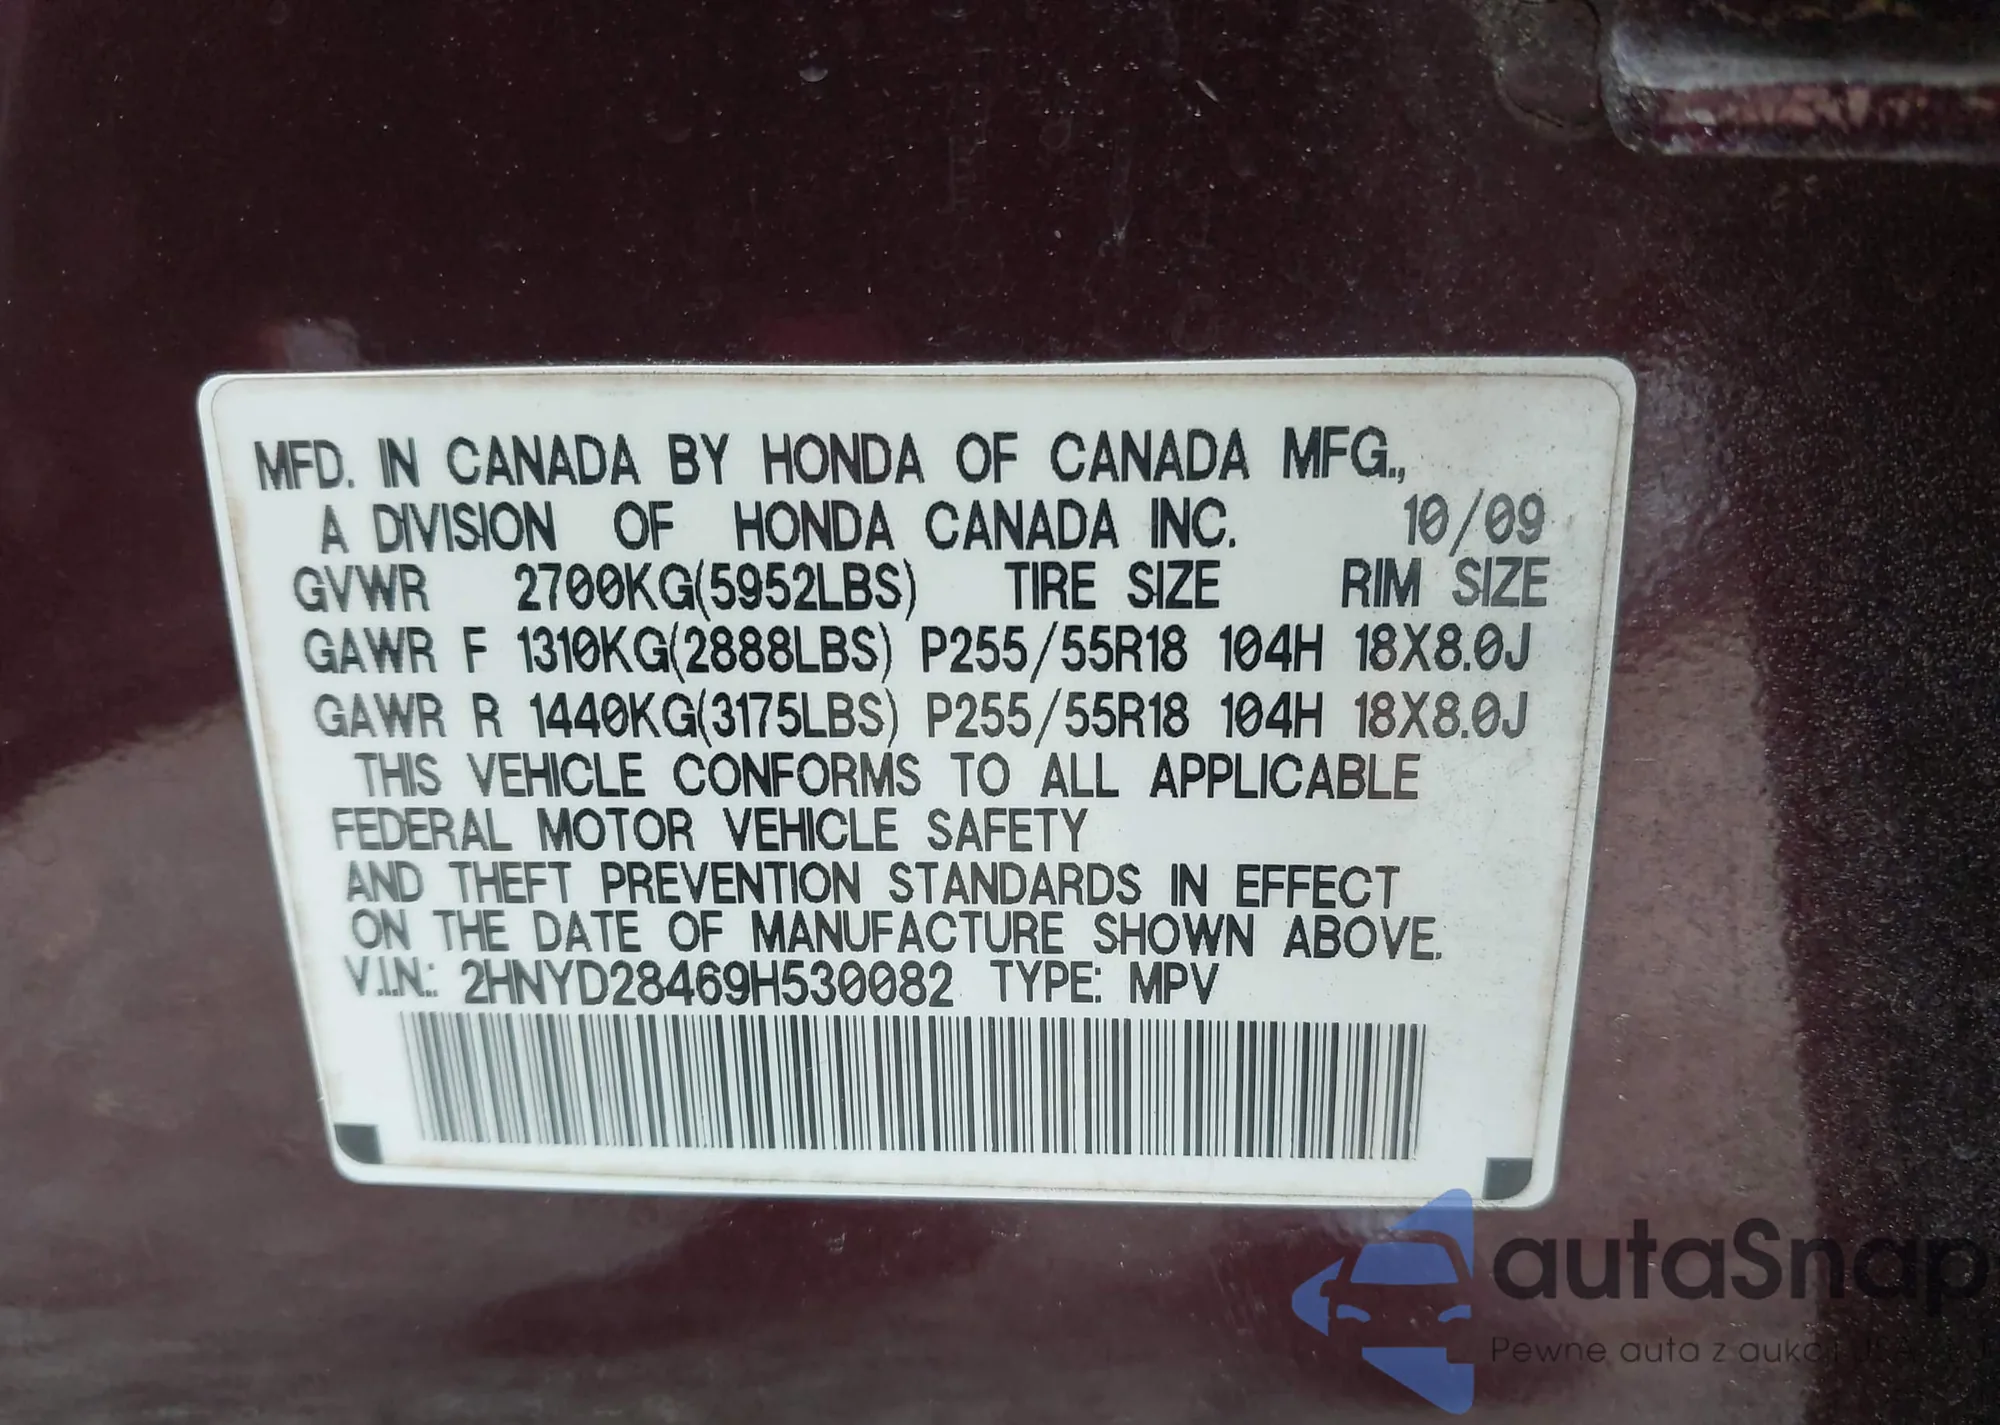 MFD. IN CANADA BY HONDA OF CANADA MFG.,
A DIVISION OF HONDA CANADA INC. 10/09
GVWR 2700KG(5952LBS) TIRE SIZE RIM SIZE
GAWR F 1310KG(2888LBS) P255/55R18 104H 18X8.0J
GAWR R 1440KG(3175LBS) P255/55R18 104H 18X8.0J
THIS VEHICLE CONFORMS TO ALL APPLICABLE
FEDERAL MOTOR VEHICLE SAFETY
AND THEFT PREVENTION STANDARDS IN EFFECT
ON THE DATE OF MANUFACTURE SHOWN ABOVE.
V.I.N.: 2HNYD28469H530082 TYPE: MPV
autaSnap
Pewne auta z aukcji